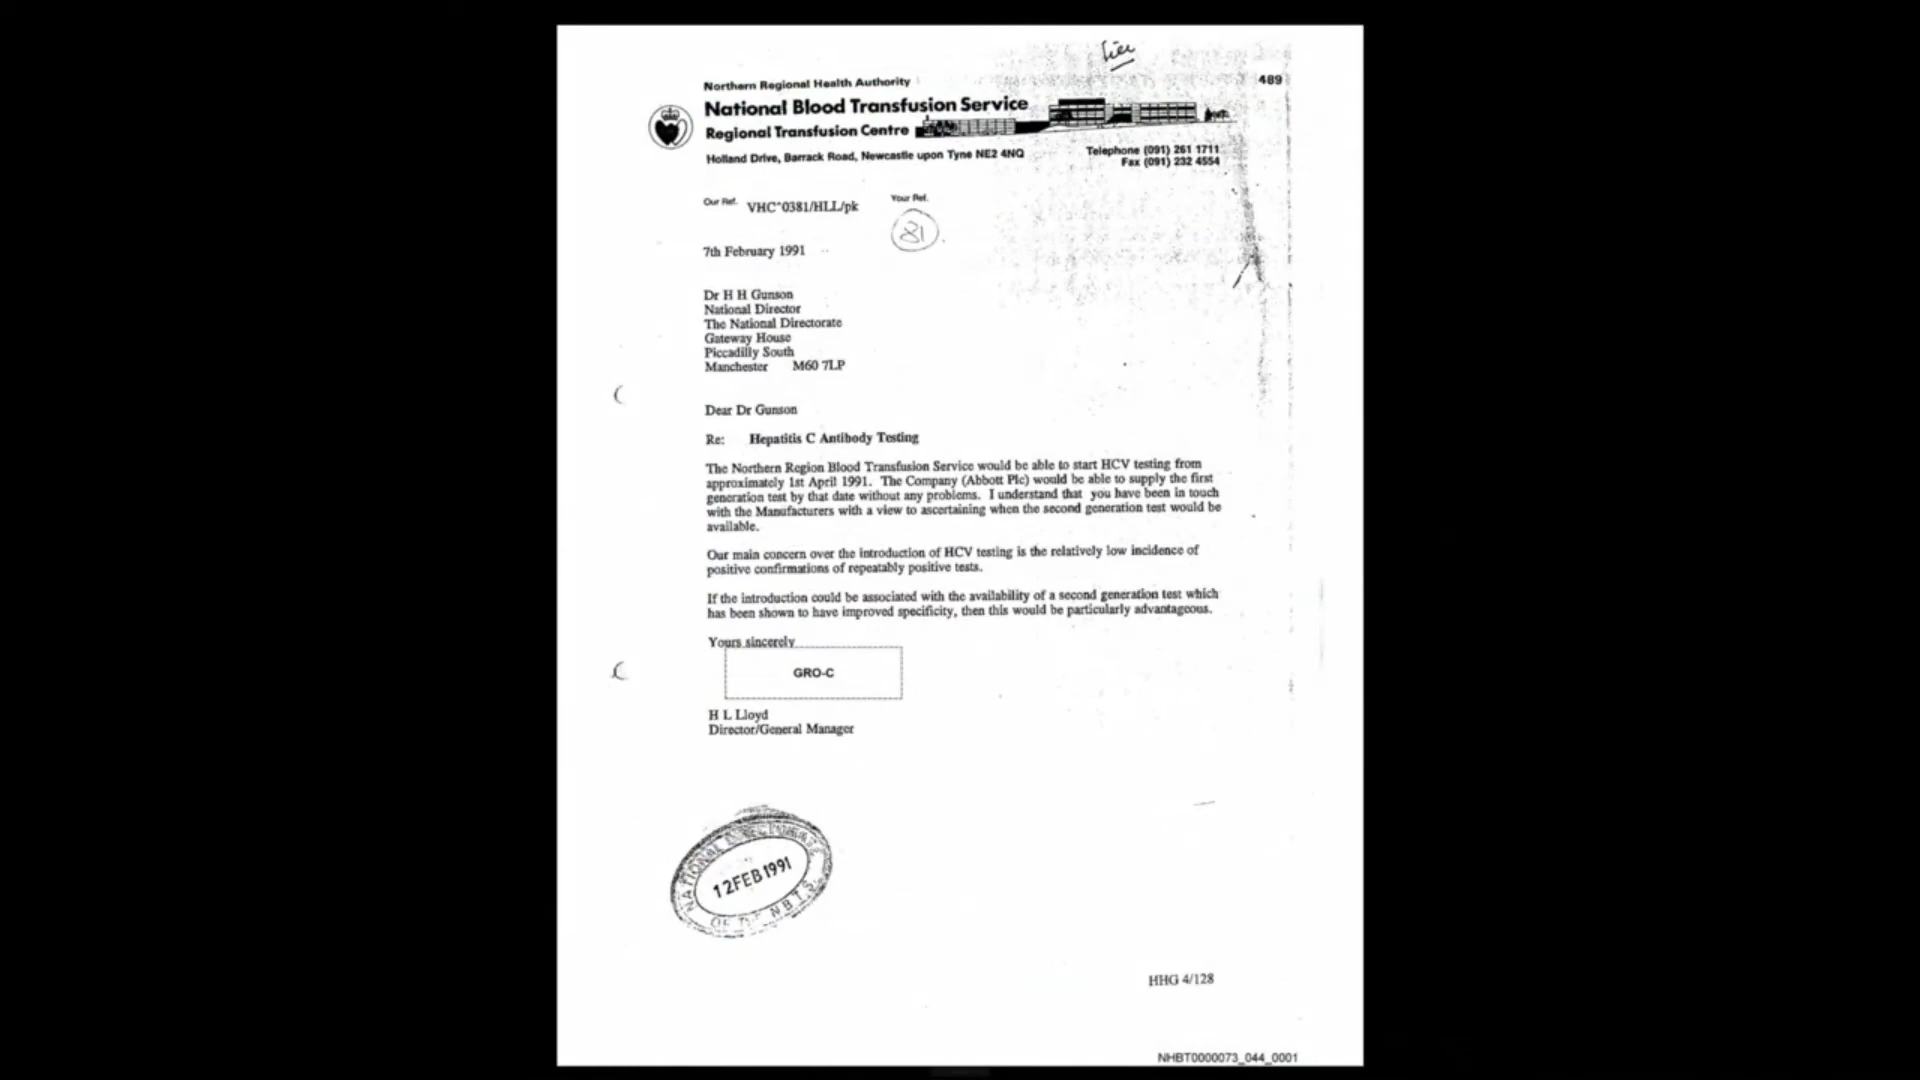 489
Northern Regional Health Authority
National Blood Transfusion Service
Regional Transfusion Centre
Holland Drive, Barrack Road, Newcastle upon Tyne NE2 4NQ
Telephone (091) 261 1711
Fax (091) 232 4554
Our Ref. VHC^0381/HLL/pk
Your Ref.
81
7th February 1991
Dr H H Gunson
National Director
The National Directorate
Gateway House
Piccadilly South
Manchester M60 7LP
Dear Dr Gunson
Re: Hepatitis C Antibody Testing
The Northern Region Blood Transfusion Service would be able to start HCV testing from
approximately 1st April 1991. The Company (Abbott Plc) would be able to supply the first
generation test by that date without any problems. I understand that you have been in touch
with the Manufacturers with a view to ascertaining when the second generation test would be
available.
Our main concern over the introduction of HCV testing is the relatively low incidence of
positive confirmations of repeatably positive tests.
If the introduction could be associated with the availability of a second generation test which
has been shown to have improved specificity, then this would be particularly advantageous.
Yours sincerely
GRO-C
H L Lloyd
Director/General Manager
NATIONAL DIRECTORATE
12 FEB 1991
OF THE NBTS
HHG 4/128
NHBT0000073_044_0001